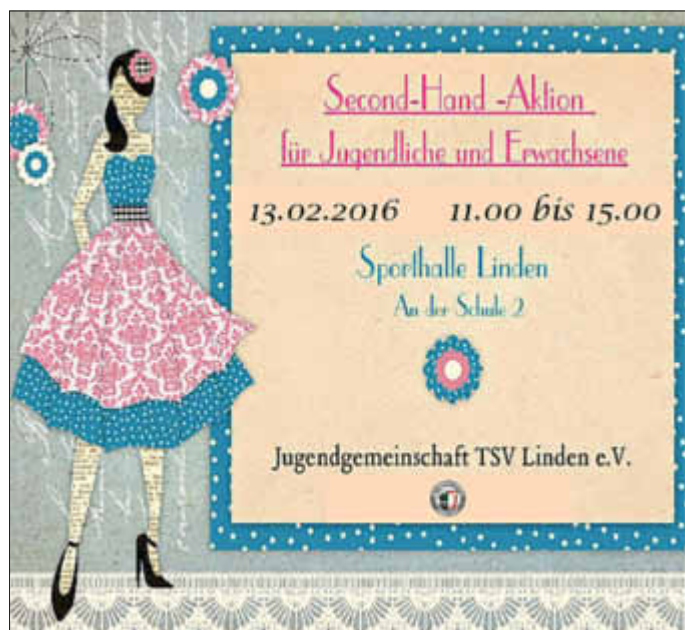 Second-Hand -Aktion
für Jugendliche und Erwachsene
13.02.2016 11.00 bis 15.00
Sporthalle Linden
An der Schule 2
Jugendgemeinschaft TSV Linden e.V.